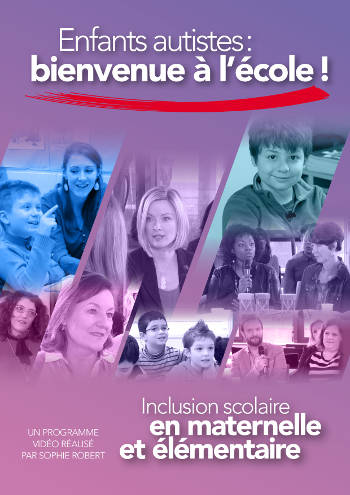 Enfants autistes :
bienvenue à l'école !
Inclusion scolaire
en maternelle
et élémentaire
UN PROGRAMME
VIDÉO RÉALISÉ
PAR SOPHIE ROBERT